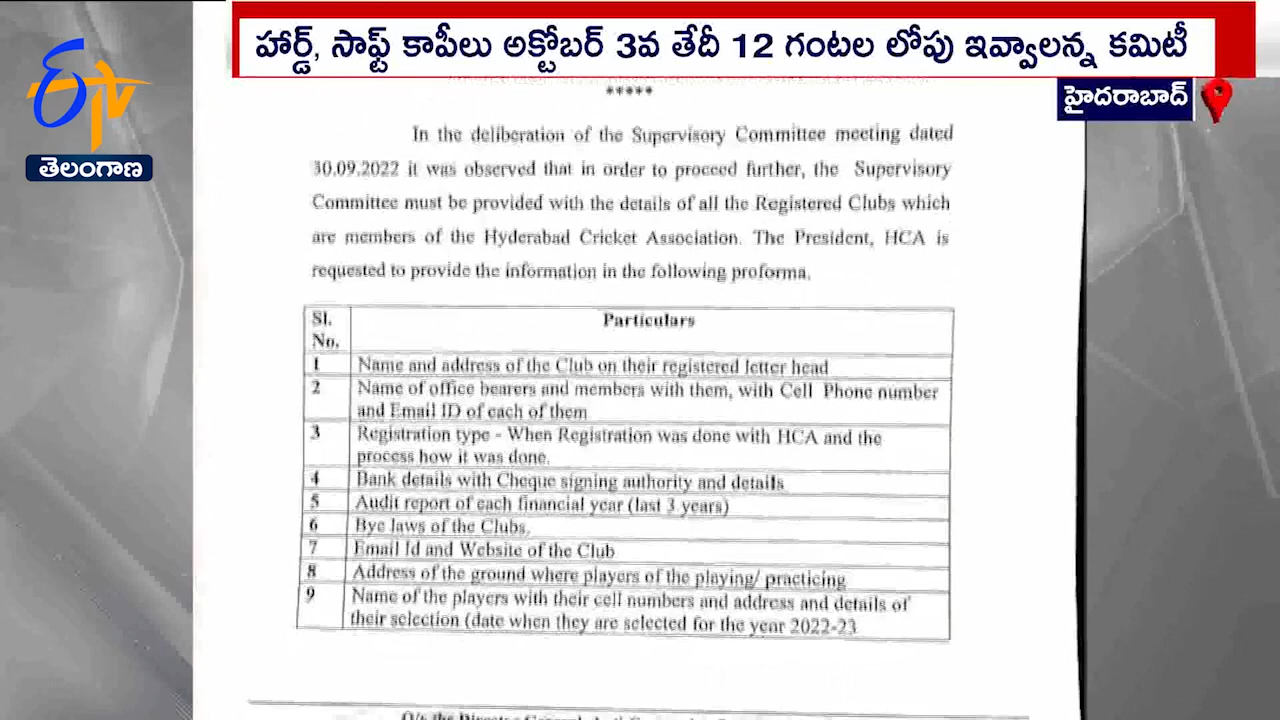 హార్డ్, సాఫ్ట్ కాపీలు అక్టోబర్ 3వ తేదీ 12 గంటల లోపు ఇవ్వాలన్న కమిటీ
ETV
తెలంగాణ
హైదరాబాద్
*****
In the deliberation of the Supervisory Committee meeting dated
30.09.2022 it was observed that in order to proceed further, the Supervisory
Committee must be provided with the details of all the Registered Clubs which
are members of the Hyderabad Cricket Association. The President, HCA is
requested to provide the information in the following proforma.
Sl. No. Particulars
1 Name and address of the Club on their registered letter head
2 Name of office bearers and members with them, with Cell Phone number
and Email ID of each of them
3 Registration type - When Registration was done with HCA and the
process how it was done.
4 Bank details with Cheque signing authority and details
5 Audit report of each financial year (last 3 years)
6 Bye laws of the Clubs.
7 Email Id and Website of the Club
8 Address of the ground where players of the playing/ practicing
9 Name of the players with their cell numbers and address and details of
their selection (date when they are selected for the year 2022-23